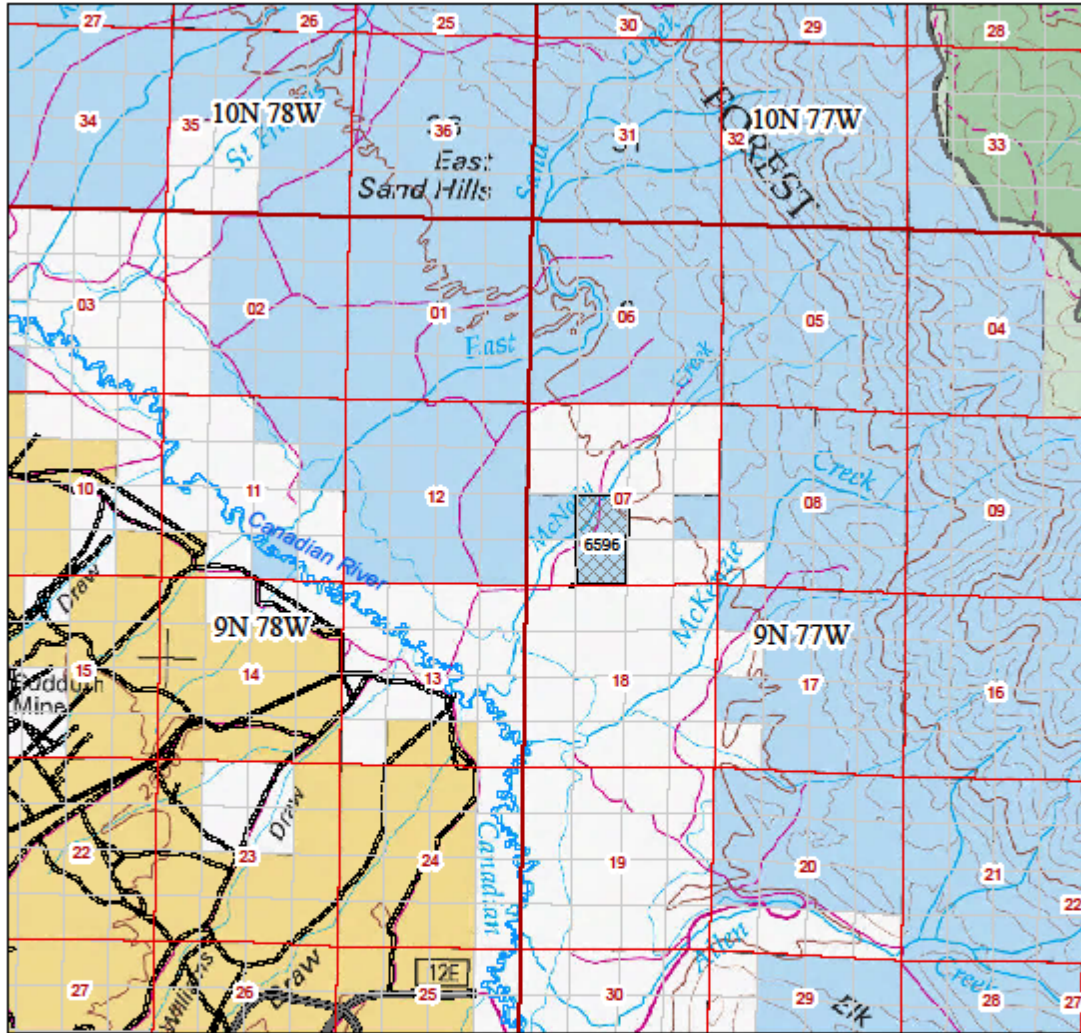 27 26 25 30 29 28
34 35 10N 78W 36 31 32 10N 77W 33
St
Creek
FOREST
East
Sand Hills
Sand
03 02 01 06 05 04
East
Creek
10 11 12 07 08 09
Creek
Canadian River
6596
McKenzie
Draw
9N 78W 9N 77W
15 14 13 18 17 16
Mine
Draw
Canadian
22 23 24 19 20 21 22
Creek
Draw
12E
27 26 25 30 29 28 27
Elk